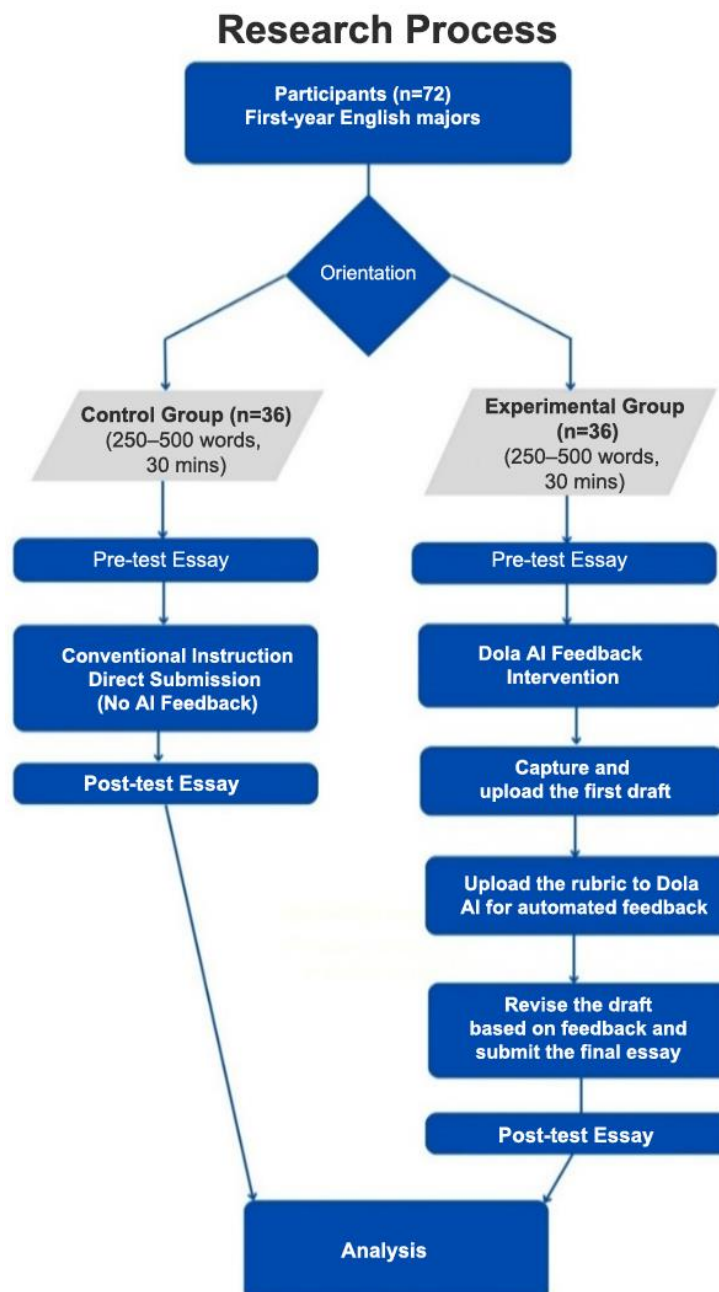 Research Process
Participants (n=72)
First-year English majors
Orientation
Control Group (n=36)
(250–500 words,
30 mins)
Pre-test Essay
Conventional Instruction
Direct Submission
(No AI Feedback)
Post-test Essay
Experimental Group
(n=36)
(250–500 words,
30 mins)
Pre-test Essay
Dola AI Feedback
Intervention
Capture and
upload the first draft
Upload the rubric to Dola
AI for automated feedback
Revise the draft
based on feedback and
submit the final essay
Post-test Essay
Analysis